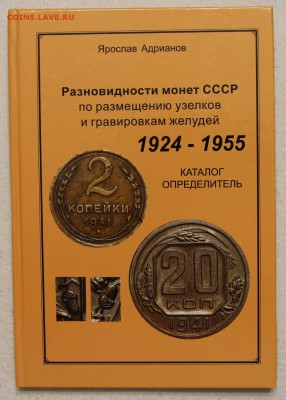 COINS.LAVE.RU
Ярослав Адрианов
Разновидности монет СССР
по размещению узелков
и гравировкам желудей
1924 - 1955
КАТАЛОГ
ОПРЕДЕЛИТЕЛЬ
2
КОПЕЙКИ
1941
20
КОП
1941